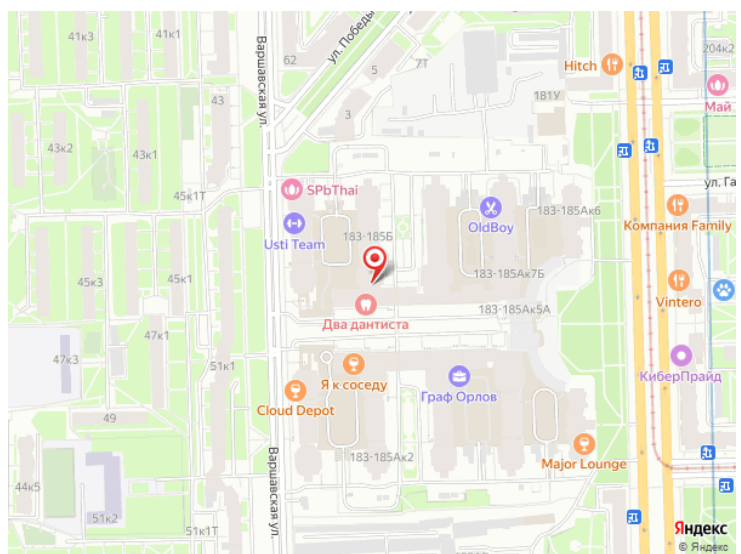 41к3
41к1
41к1
62
ул. Победы
5
7Т
Hitch
204к2
Варшавская ул.
43
3
181У
Май
43к2
43к1
45к1Т
SPbThai
ул. Га
183-185Б
OldBoy
183-185Ак6
Компания Family
Usti Team
45к3
45к1
183-185Ак7Б
Vintero
183-185Ак5А
Два дантиста
47к1
47к3
51к1
Я к соседу
КиберПрайд
Граф Орлов
Cloud Depot
49
Варшавская ул.
183-185Ак2
Major Lounge
44к5
51к2
51к1Т
Яндекс
© Яндекс